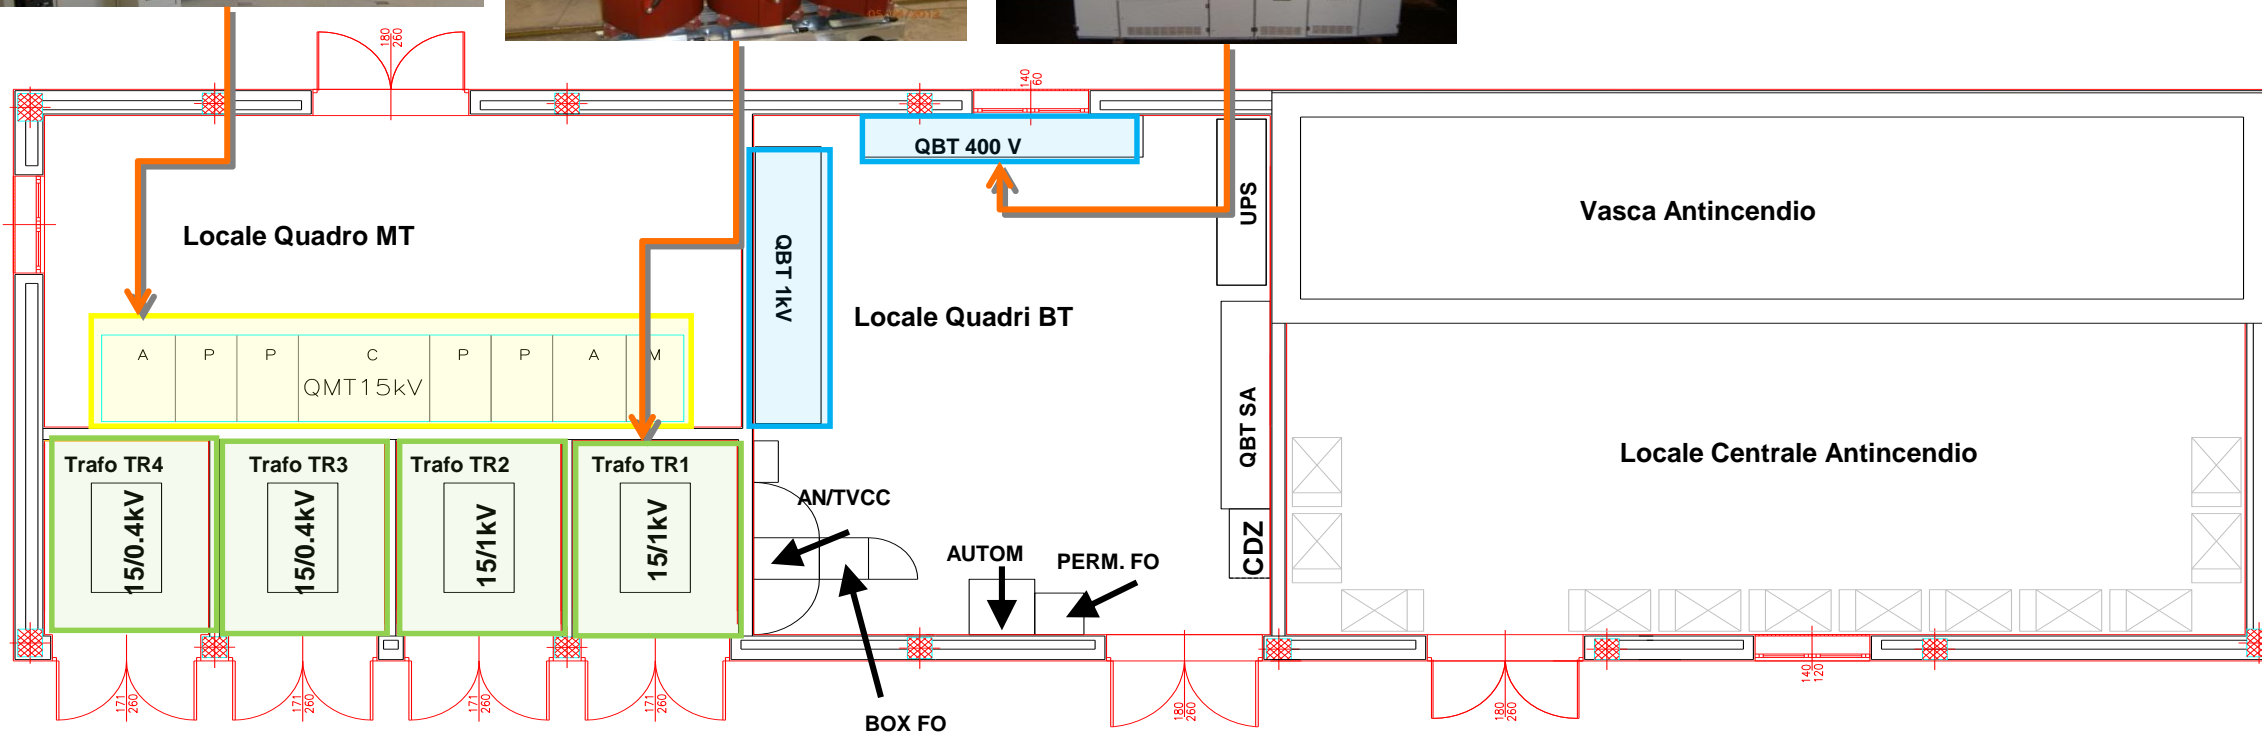 05/04/2013
180
260
140
60
QBT 400 V
UPS
Vasca Antincendio
Locale Quadro MT
QBT 1kV
Locale Quadri BT
A P P C P P A M
QMT15kV
QBT SA
Locale Centrale Antincendio
Trafo TR4
Trafo TR3
Trafo TR2
Trafo TR1
15/0.4kV
15/0.4kV
15/1kV
15/1kV
AN/TVCC
CDZ
AUTOM
PERM. FO
BOX FO
171
260
171
260
171
260
171
260
180
260
180
260
140
120